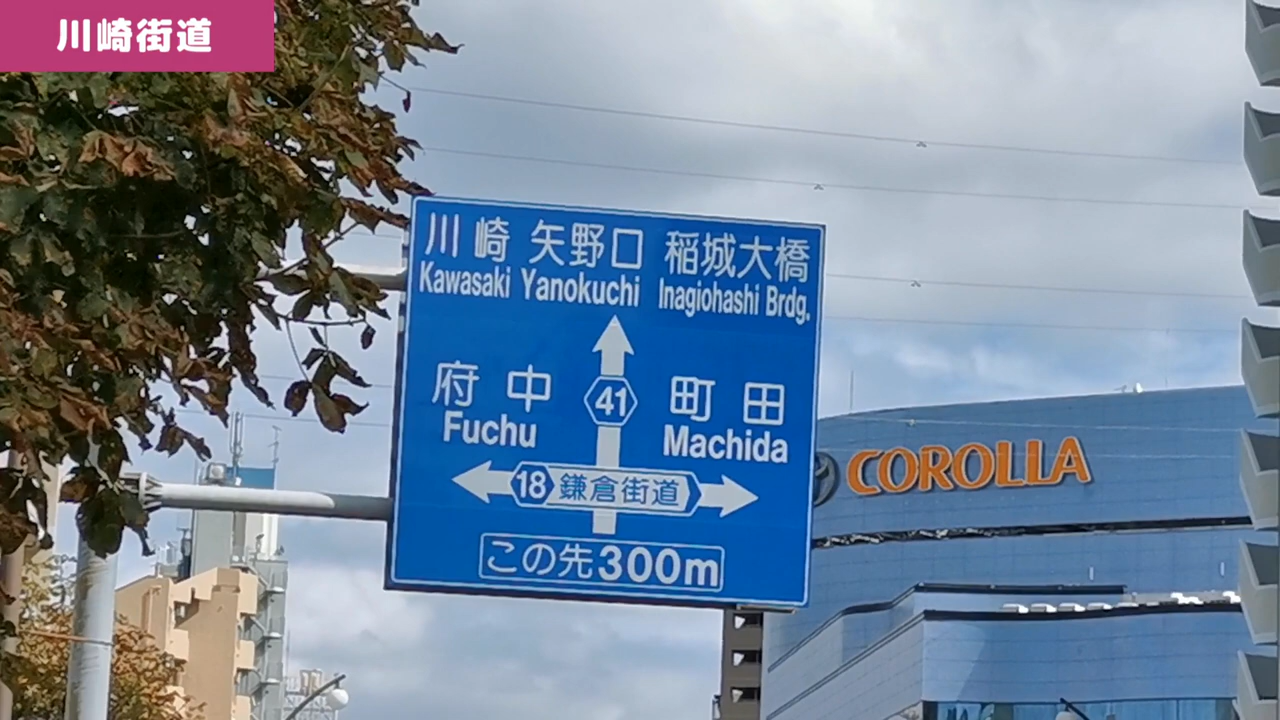 川崎街道
川崎 矢野口 稲城大橋
Kawasaki Yanokuchi Inagiohashi Brdg.
府中 41 町田
Fuchu Machida
18 鎌倉街道
この先300m
COROLLA